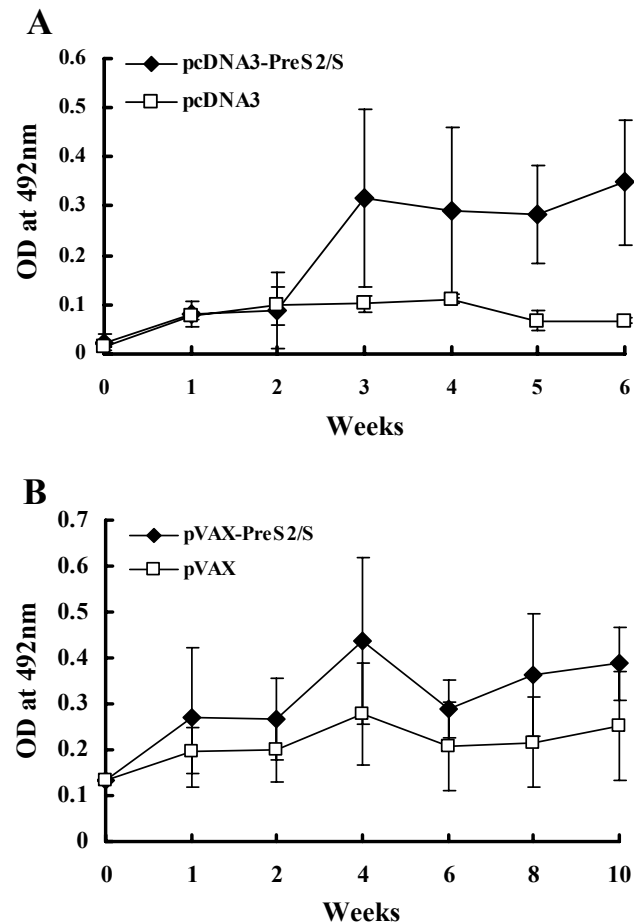 A
0.6
0.5
0.4
0.3
0.2
0.1
0
OD at 492nm
pcDNA3-PreS2/S
pcDNA3
0 1 2 3 4 5 6
Weeks
B
0.7
0.6
0.5
0.4
0.3
0.2
0.1
0
OD at 492nm
pVAX-PreS2/S
pVAX
0 1 2 4 6 8 10
Weeks